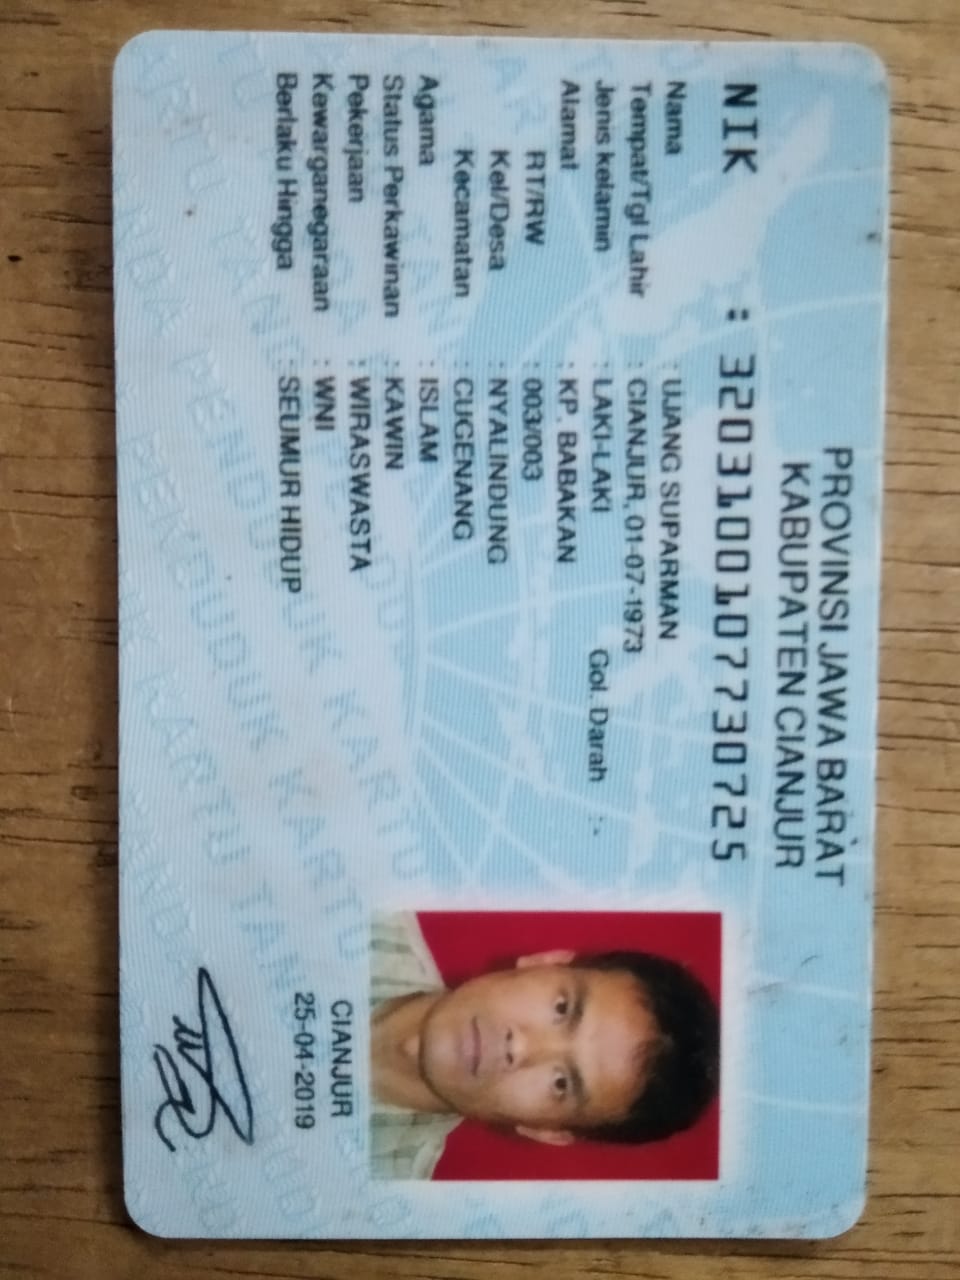 PROVINSI JAWA BARAT
KABUPATEN CIANJUR
NIK : 3203100107730725
Nama : UJANG SUPARMAN
Tempat/Tgl Lahir : CIANJUR, 01-07-1973
Jenis kelamin : LAKI-LAKI Gol. Darah :-
Alamat : KP. BABAKAN
RT/RW : 003/003
Kel/Desa : NYALINDUNG
Kecamatan : CUGENANG
Agama : ISLAM
Status Perkawinan : KAWIN
Pekerjaan : WIRASWASTA
Kewarganegaraan : WNI
Berlaku Hingga : SEUMUR HIDUP
CIANJUR
25-04-2019